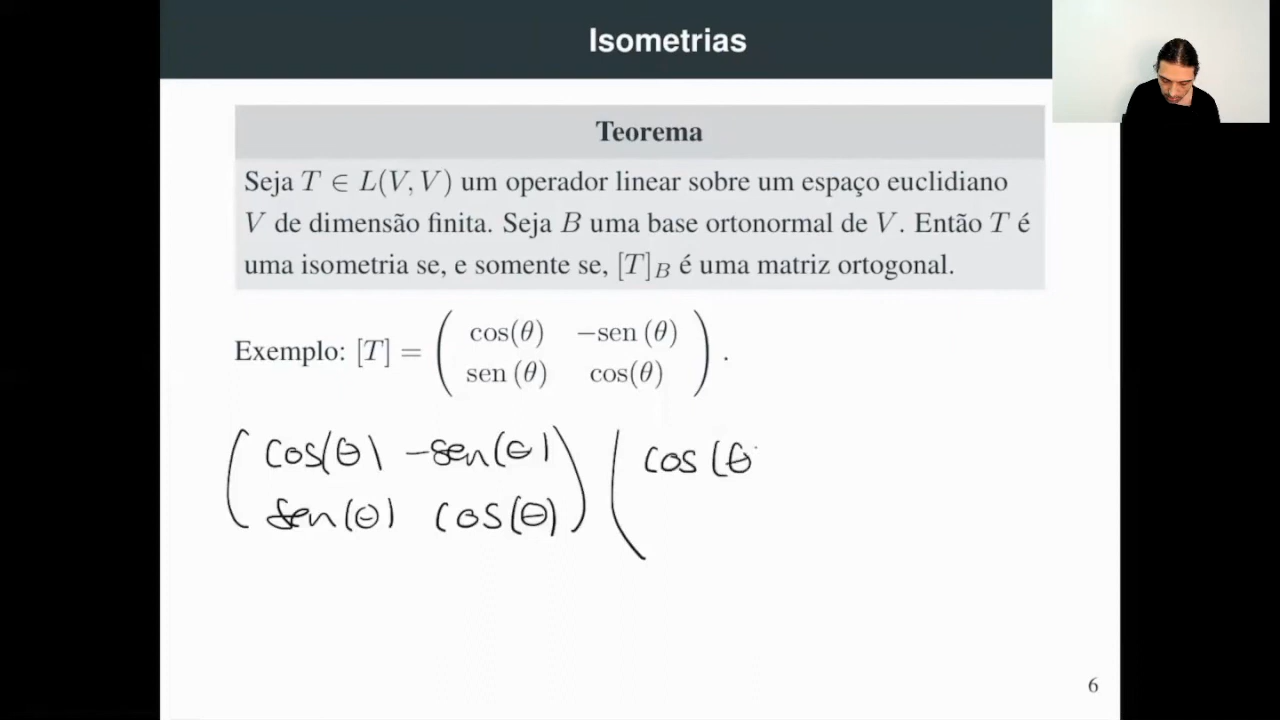 Isometrias
Teorema
Seja T ∈ L(V, V) um operador linear sobre um espaço euclidiano
V de dimensão finita. Seja B uma base ortonormal de V. Então T é
uma isometria se, e somente se, [T]_B é uma matriz ortogonal.
Exemplo: [T] = ( cos(θ) −sen (θ)
sen (θ) cos(θ) ) .
( cos(θ) −sen(θ) ) ( cos(θ
sen(θ) cos(θ)
6